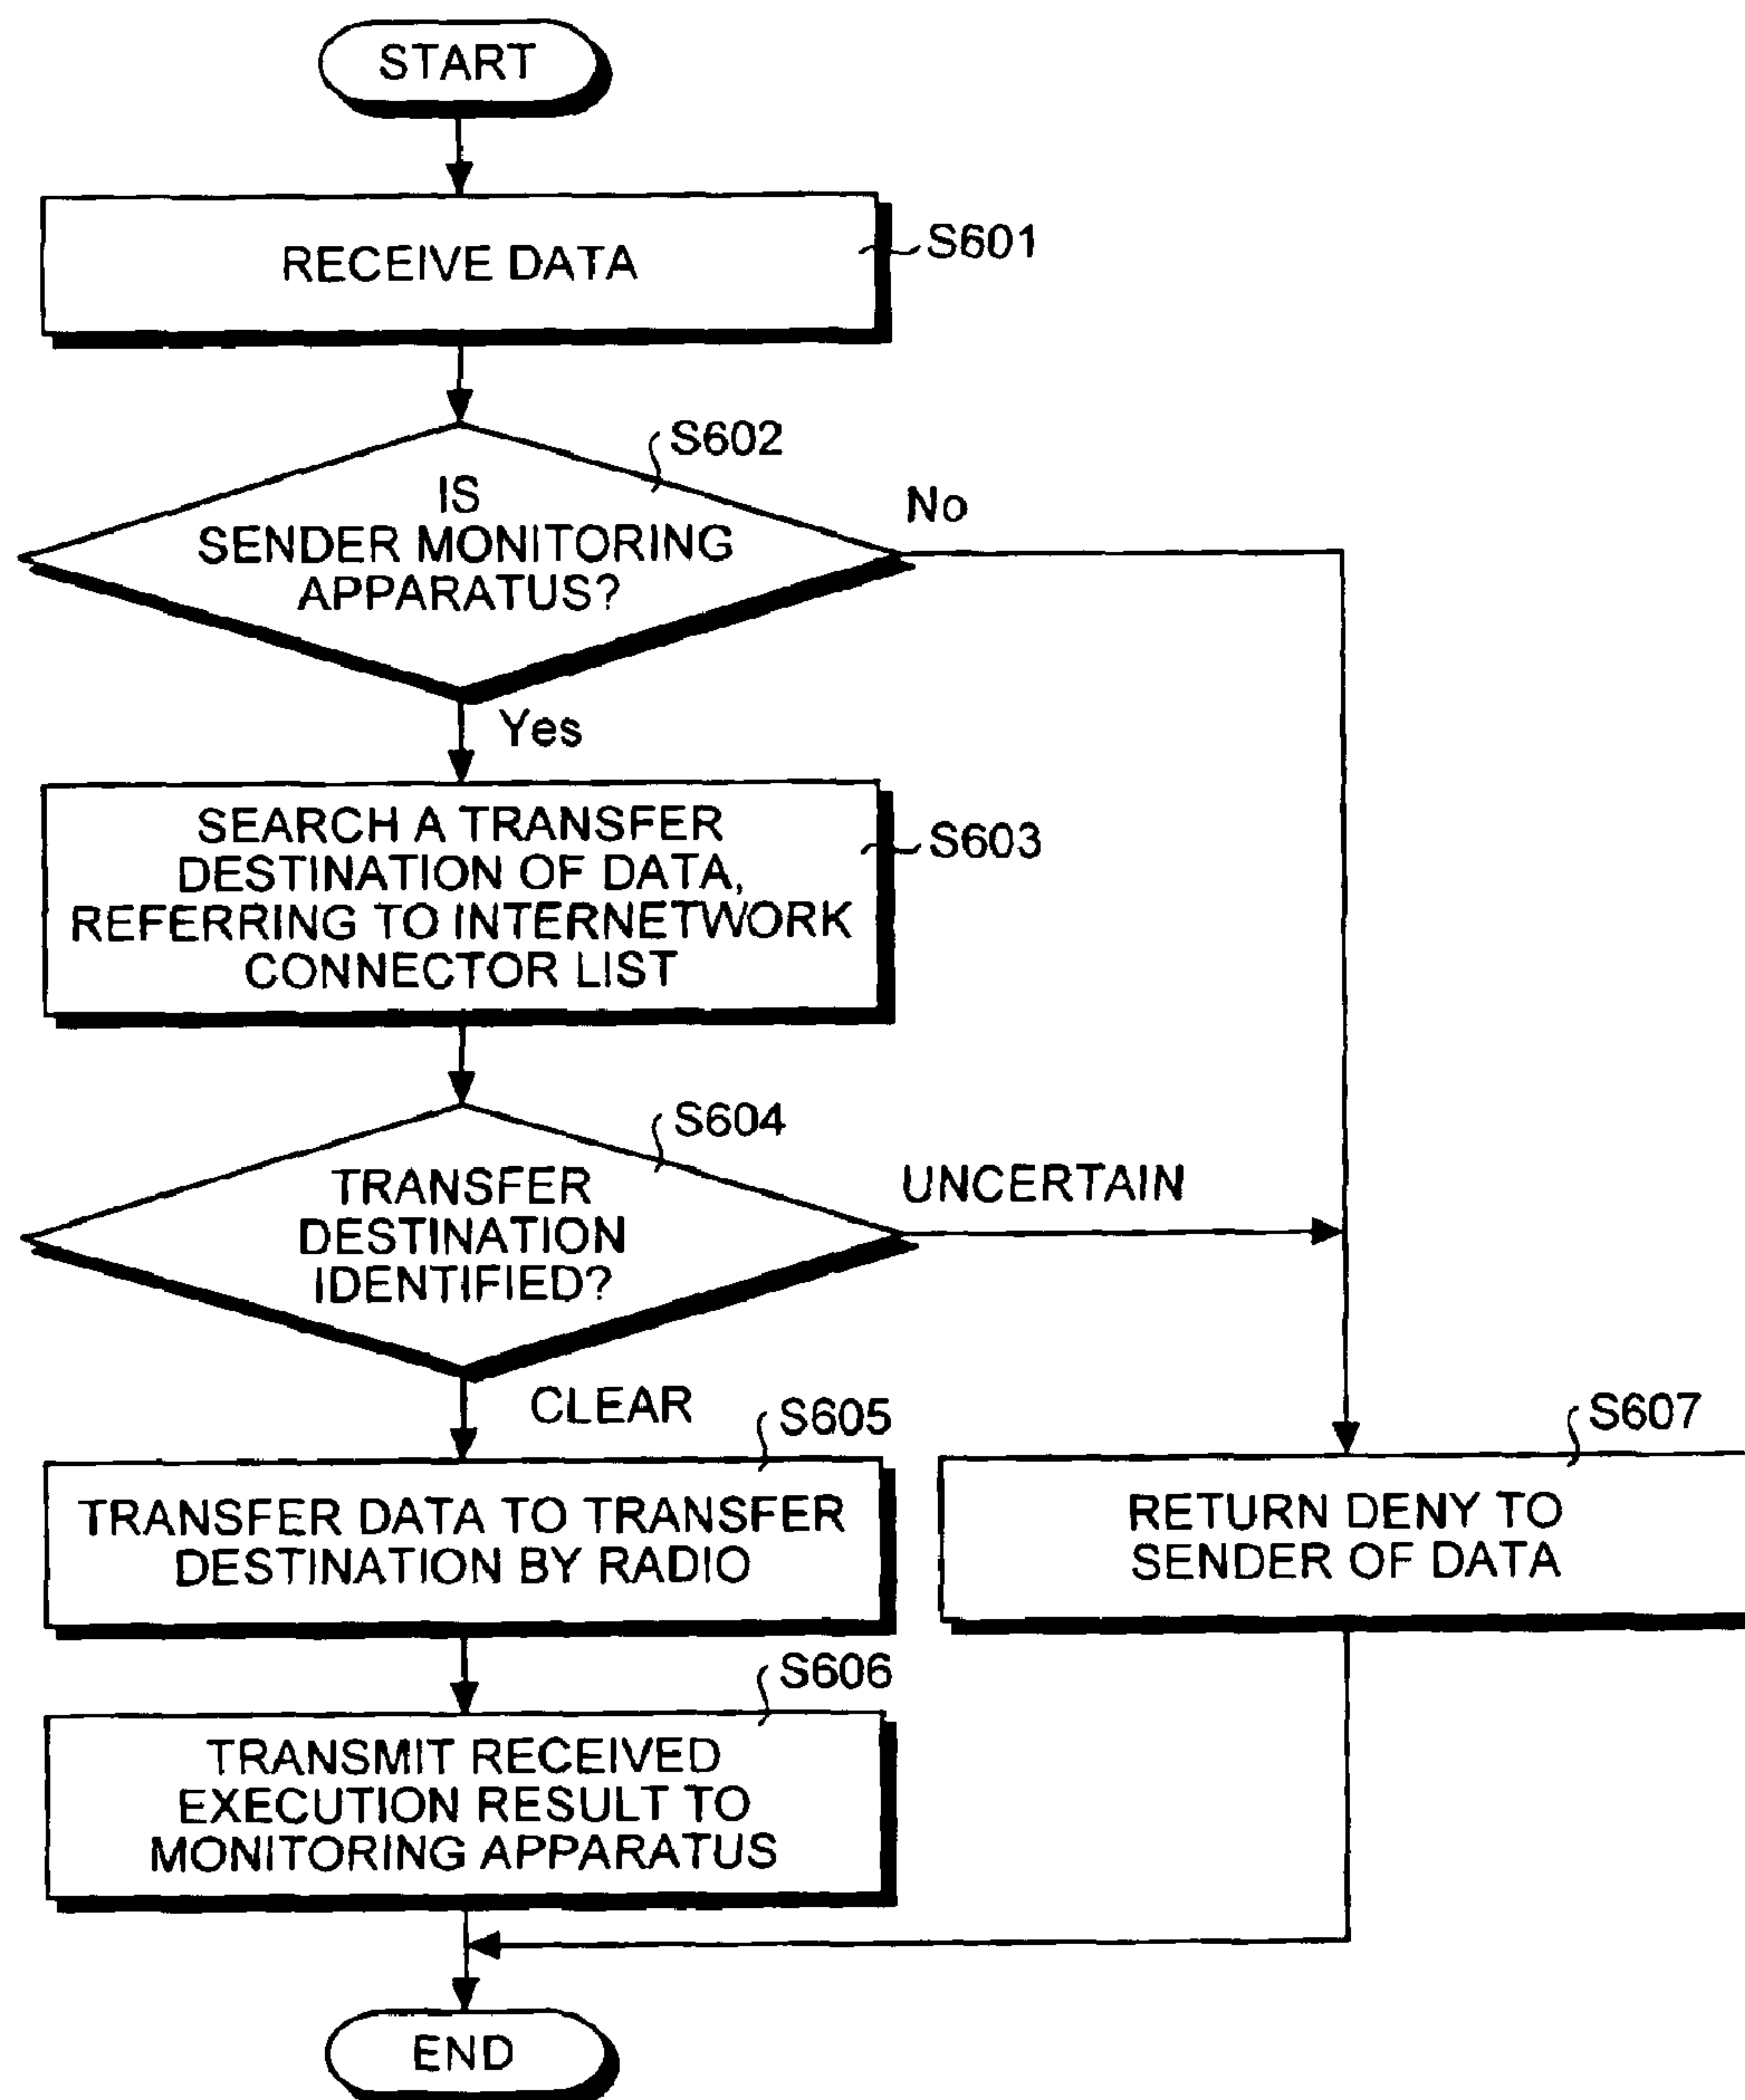 START
RECEIVE DATA
S601
S602
IS
SENDER MONITORING
APPARATUS?
No
Yes
SEARCH A TRANSFER
DESTINATION OF DATA,
REFERRING TO INTERNETWORK
CONNECTOR LIST
S603
S604
TRANSFER
DESTINATION
IDENTIFIED?
UNCERTAIN
CLEAR
S605
TRANSFER DATA TO TRANSFER
DESTINATION BY RADIO
S607
RETURN DENY TO
SENDER OF DATA
S606
TRANSMIT RECEIVED
EXECUTION RESULT TO
MONITORING APPARATUS
END